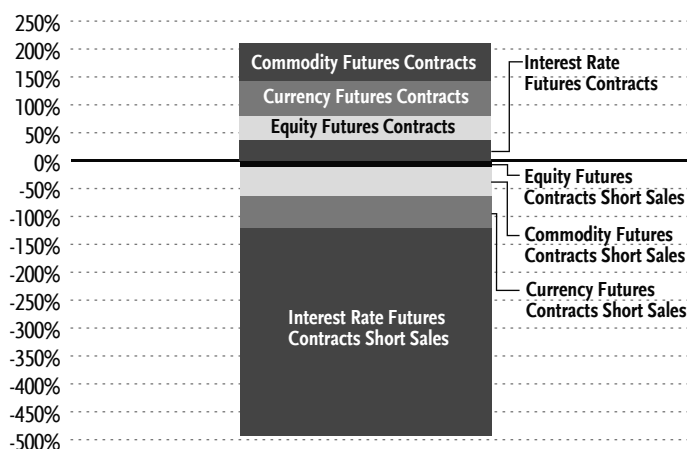 250%
200%
150%
100%
50%
0%
-50%
-100%
-150%
-200%
-250%
-300%
-350%
-400%
-450%
-500%
Commodity Futures Contracts
Currency Futures Contracts
Equity Futures Contracts
Interest Rate Futures
Contracts Short Sales
Interest Rate
Futures Contracts
Equity Futures
Contracts Short Sales
Commodity Futures
Contracts Short Sales
Currency Futures
Contracts Short Sales